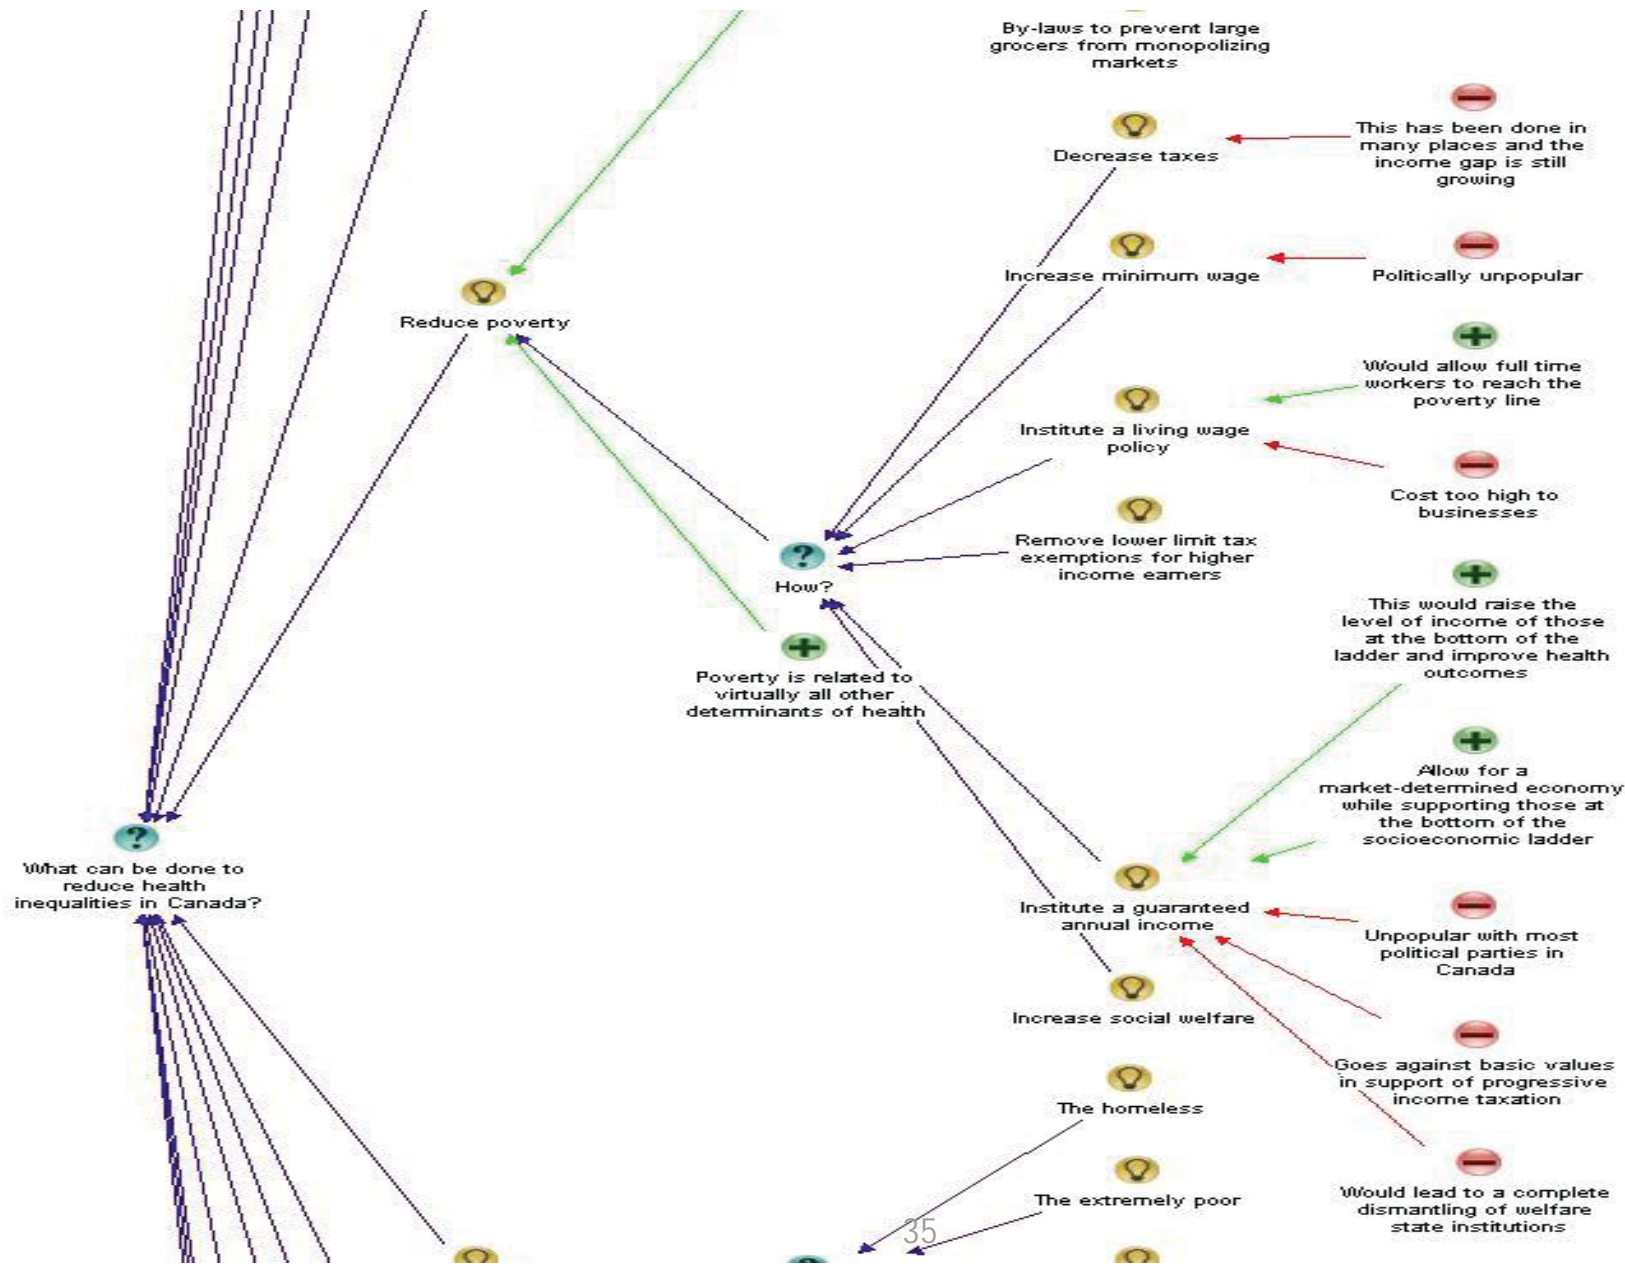 By-laws to prevent large
grocers from monopolizing
markets
Decrease taxes
This has been done in
many places and the
income gap is still
growing
Increase minimum wage
Politically unpopular
Reduce poverty
Would allow full time
workers to reach the
poverty line
Institute a living wage
policy
Cost too high to
businesses
Remove lower limit tax
exemptions for higher
income earners
How?
This would raise the
level of income of those
at the bottom of the
ladder and improve health
outcomes
Poverty is related to
virtually all other
determinants of health
Allow for a
market-determined economy
while supporting those at
the bottom of the
socioeconomic ladder
What can be done to
reduce health
inequalities in Canada?
Institute a guaranteed
annual income
Unpopular with most
political parties in
Canada
Increase social welfare
Goes against basic values
in support of progressive
income taxation
The homeless
The extremely poor
Would lead to a complete
dismantling of welfare
state institutions
35